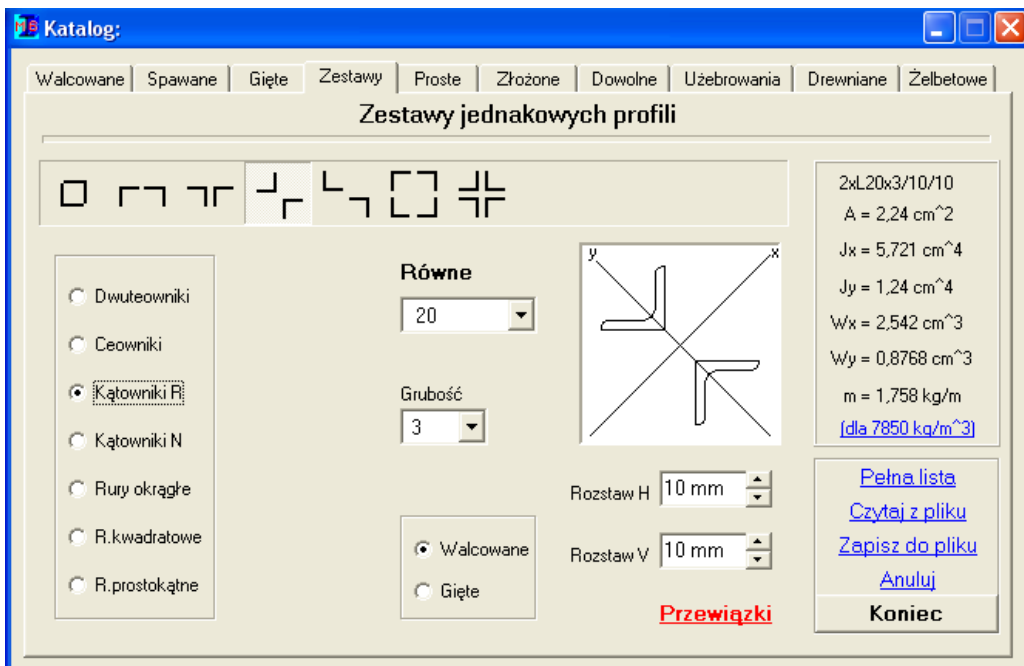 MS Katalog:
Walcowane Spawane Gięte Zestawy Proste Złożone Dowolne Użebrowania Drewniane Żelbetowe
Zestawy jednakowych profili
Dwuteowniki
Ceowniki
Kątowniki R
Kątowniki N
Rury okrągłe
R.kwadratowe
R.prostokątne
Równe
20
Grubość
3
Walcowane
Gięte
y x
Rozstaw H 10 mm
Rozstaw V 10 mm
Przewiązki
2xL20x3/10/10
A = 2,24 cm^2
Jx = 5,721 cm^4
Jy = 1,24 cm^4
Wx = 2,542 cm^3
Wy = 0,8768 cm^3
m = 1,758 kg/m
(dla 7850 kg/m^3)
Pełna lista
Czytaj z pliku
Zapisz do pliku
Anuluj
Koniec